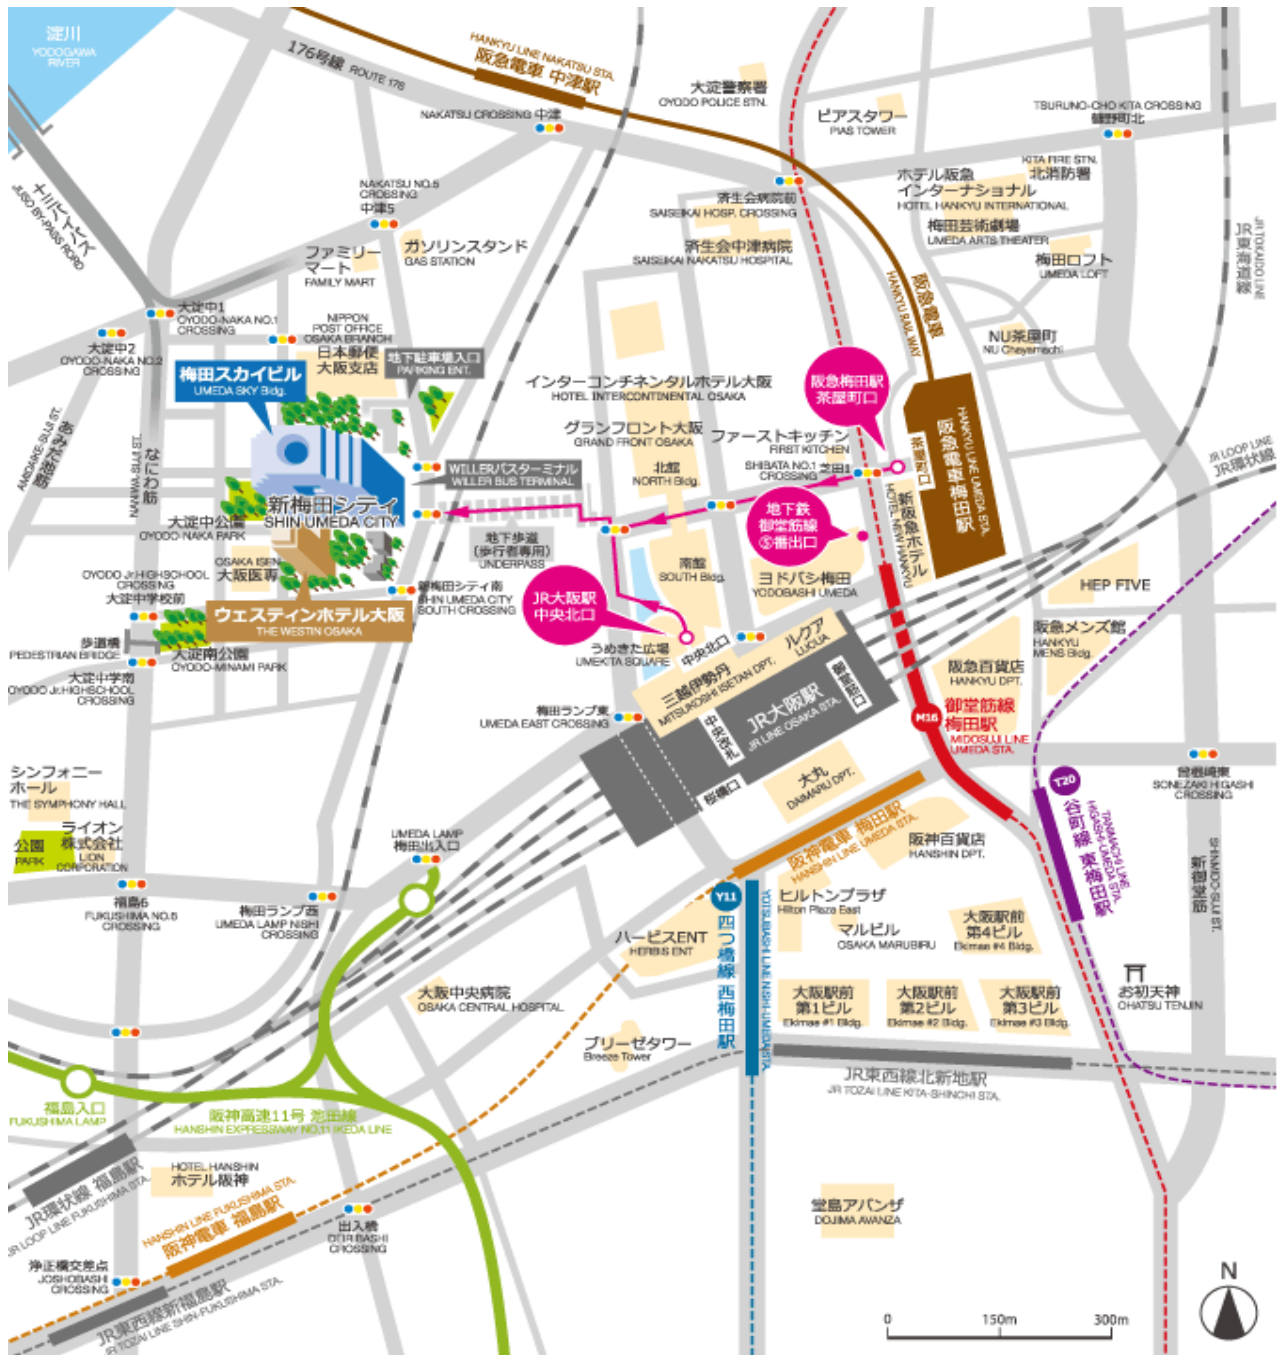 淀川
YODOGAWA
RIVER
176号線 ROUTE 176
HANKYU LINE NAKATSU STA.
阪急電車 中津駅
大淀警察署
OYODO POLICE STN.
ピアスタワー
PIAS TOWER
TSURUNO-CHO KITA CROSSING
鶴野町北
NAKATSU CROSSING 中津
十三バイパス
JUSO BY-PASS ROAD
NAKATSU NO.5
CROSSING
中津5
済生会病院前
SAISEIKAI HOSP. CROSSING
KITA FIRE STN.
北消防署
ホテル阪急
インターナショナル
HOTEL HANKYU INTERNATIONAL
梅田芸術劇場
UMEDA ARTS THEATER
梅田ロフト
UMEDA LOFT
JR東海道線
JR TOKAIDO LINE
ファミリー
マート
FAMILY MART
ガソリンスタンド
GAS STATION
済生会中津病院
SAISEIKAI NAKATSU HOSPITAL
阪急電車
HANKYU RAIL WAY
大淀中1
OYODO-NAKA NO.1
CROSSING
大淀中2
OYODO-NAKA NO.2
CROSSING
NIPPON
POST OFFICE
OSAKA BRANCH
日本郵便
大阪支店
地下駐車場入口
PARKING ENT.
梅田スカイビル
UMEDA SKY Bldg.
NU茶屋町
NU Chayamachi
インターコンチネンタルホテル大阪
HOTEL INTERCONTINENTAL OSAKA
阪急梅田駅
茶屋町口
グランフロント大阪
GRAND FRONT OSAKA
ファーストキッチン
FIRST KITCHEN
茶屋町口
HANKYU LINE UMEDA STA.
阪急電車梅田駅
JR LOOP LINE
JR環状線
AMIDAIKE-SUJI ST.
あみだ池筋
なにわ筋
NANIWA SUJI ST.
WILLERバスターミナル
WILLER BUS TERMINAL
北館
NORTH Bldg.
SHIBATA NO.1
CROSSING
芝田1
新梅田シティ
SHIN UMEDA CITY
大淀中公園
OYODO-NAKA PARK
地下歩道
(歩行者専用)
UNDERPASS
地下鉄
御堂筋線
⑤番出口
新阪急ホテル
HOTEL NEW HANKYU
OSAKA ISEN
大阪医専
南館
SOUTH Bldg.
ヨドバシ梅田
YODOBASHI UMEDA
HEP FIVE
OYODO Jr.HIGHSCHOOL
CROSSING
大淀中学校前
新梅田シティ南
SHIN UMEDA CITY
SOUTH CROSSING
JR大阪駅
中央北口
ウェスティンホテル大阪
THE WESTIN OSAKA
歩道橋
PEDESTRIAN BRIDGE
大淀南公園
OYODO-MINAMI PARK
うめきた広場
UMEKITA SQUARE
中央北口
ルクア
LUCUA
阪急メンズ館
HANKYU
MENS Bldg.
阪急百貨店
HANKYU DPT.
大淀中学南
OYODO Jr.HIGHSCHOOL
CROSSING
三越伊勢丹
MITSUKOSHI ISETAN DPT.
JR大阪駅
JR LINE OSAKA STA.
御堂筋口
中央改札
桜橋口
梅田ランプ東
UMEDA EAST CROSSING
M16
御堂筋線
梅田駅
MIDOSUJI LINE
UMEDA STA.
シンフォニー
ホール
THE SYMPHONY HALL
大丸
DAIMARU DPT.
T20
TANIMACHI LINE
HIGASHI-UMEDA STA.
谷町線 東梅田駅
曽根崎東
SONEZAKI HIGASHI
CROSSING
公園
PARK
ライオン
株式会社
LION
CORPORATION
UMEDA LAMP
梅田出入口
阪神電車 梅田駅
HANSHIN LINE UMEDA STA.
阪神百貨店
HANSHIN DPT.
新御堂筋
SHINMIDO-SUJI ST.
福島6
FUKUSHIMA NO.6
CROSSING
梅田ランプ西
UMEDA LAMP NISHI
CROSSING
Y11
四つ橋線 西梅田駅
YOTSUBASHI LINE NISHI-UMEDA STA.
ヒルトンプラザ
Hilton Plaza East
マルビル
OSAKA MARUBIRU
大阪駅前
第4ビル
Ekimae #4 Bldg.
ハービスENT
HERBIS ENT
大阪中央病院
OSAKA CENTRAL HOSPITAL
大阪駅前
第1ビル
Ekimae #1 Bldg.
大阪駅前
第2ビル
Ekimae #2 Bldg.
大阪駅前
第3ビル
Ekimae #3 Bldg.
お初天神
OHATSU TENJIN
ブリーゼタワー
Breeze Tower
JR東西線北新地駅
JR TOZAI LINE KITA-SHINCHI STA.
福島入口
FUKUSHIMA LAMP
阪神高速11号 池田線
HANSHIN EXPRESSWAY NO.11 IKEDA LINE
JR環状線 福島駅
JR LOOP LINE FUKUSHIMA STA.
HOTEL HANSHIN
ホテル阪神
HANSHIN LINE FUKUSHIMA STA.
阪神電車 福島駅
出入橋
DEIRIBASHI
CROSSING
堂島アバンザ
DOJIMA AVANZA
浄正橋交差点
JOSHOBASHI
CROSSING
JR東西線新福島駅
JR TOZAI LINE SHIN-FUKUSHIMA STA.
N
0 150m 300m